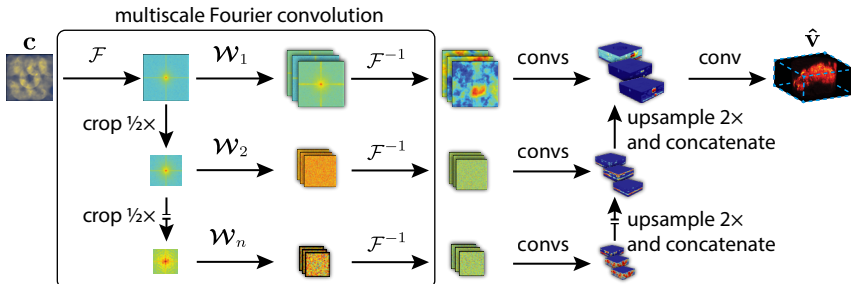 multiscale Fourier convolution
c
ℱ
𝓦₁
ℱ⁻¹
convs
conv
v̂
crop ½×
upsample 2×
and concatenate
𝓦₂
ℱ⁻¹
convs
crop ½×
upsample 2×
and concatenate
𝓦ₙ
ℱ⁻¹
convs